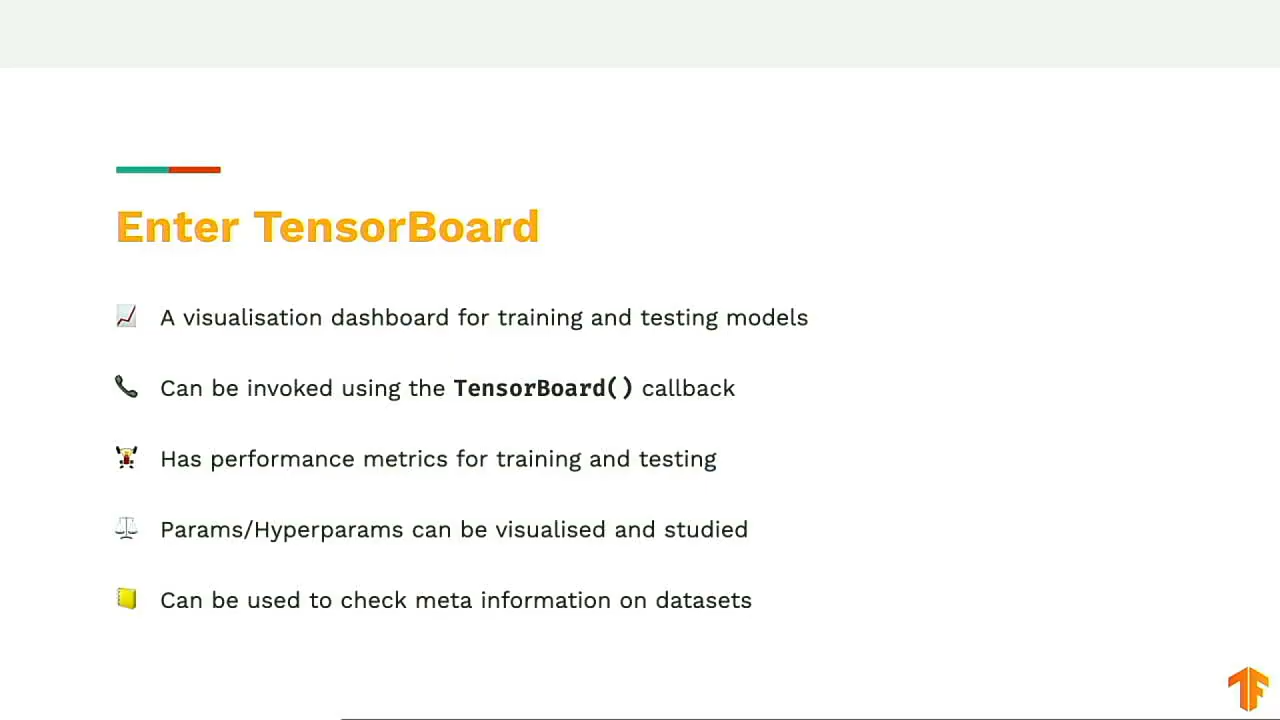 Enter TensorBoard
A visualisation dashboard for training and testing models
Can be invoked using the TensorBoard() callback
Has performance metrics for training and testing
Params/Hyperparams can be visualised and studied
Can be used to check meta information on datasets